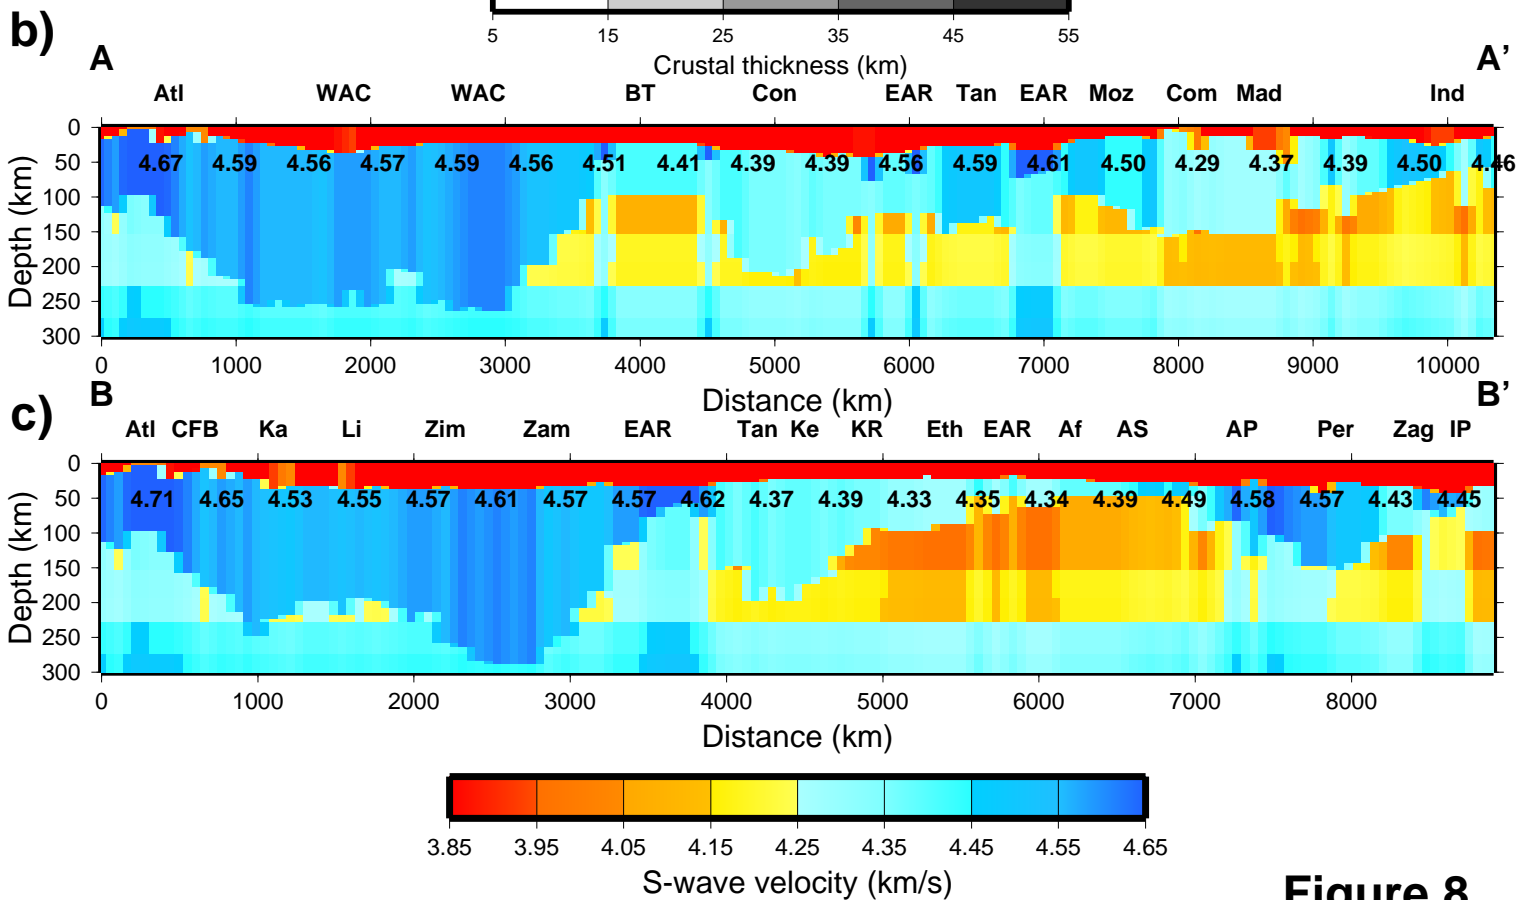 5 15 25 35 45 55
Crustal thickness (km)
b)
A A’
Atl WAC WAC BT Con EAR Tan EAR Moz Com Mad Ind
0
50
100
150
200
250
300
Depth (km)
4.67 4.59 4.56 4.57 4.59 4.56 4.51 4.41 4.39 4.39 4.56 4.59 4.61 4.50 4.29 4.37 4.39 4.50 4.46
0 1000 2000 3000 4000 5000 6000 7000 8000 9000 10000
Distance (km)
c)
B B’
Atl CFB Ka Li Zim Zam EAR Tan Ke KR Eth EAR Af AS AP Per Zag IP
0
50
100
150
200
250
300
Depth (km)
4.71 4.65 4.53 4.55 4.57 4.61 4.57 4.57 4.62 4.37 4.39 4.33 4.35 4.34 4.39 4.49 4.58 4.57 4.43 4.45
0 1000 2000 3000 4000 5000 6000 7000 8000
Distance (km)
3.85 3.95 4.05 4.15 4.25 4.35 4.45 4.55 4.65
S-wave velocity (km/s)
Figure 8